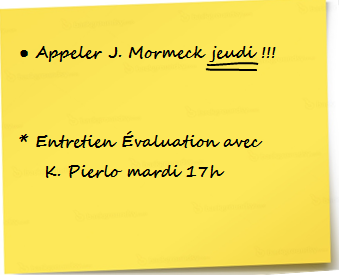 • Appeler J. Mormeck jeudi !!!
* Entretien Évaluation avec
K. Pierlo mardi 17h